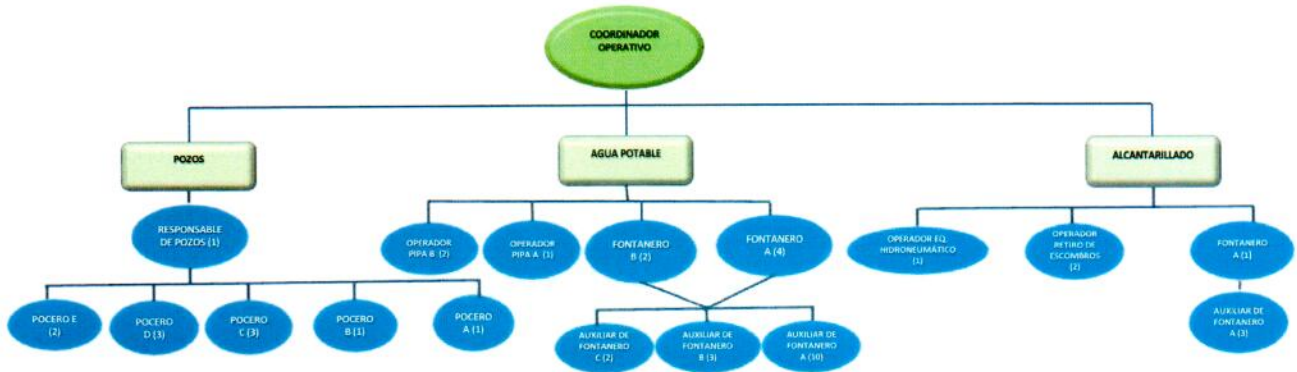 COORDINADOR
OPERATIVO
POZOS
AGUA POTABLE
ALCANTARILLADO
RESPONSABLE
DE POZOS (1)
OPERADOR
PIPA B (2)
OPERADOR
PIPA A (1)
FONTANERO
B (2)
FONTANERO
A (4)
OPERADOR EQ.
HIDRONEUMÁTICO
(1)
OPERADOR
RETIRO DE
ESCOMBROS
(2)
FONTANERO
A (1)
POCERO E
(2)
POCERO
D (3)
POCERO
C (3)
POCERO
B (1)
POCERO
A (1)
AUXILIAR DE
FONTANERO
C (2)
AUXILIAR DE
FONTANERO
B (3)
AUXILIAR DE
FONTANERO
A (10)
AUXILIAR DE
FONTANERO
A (3)